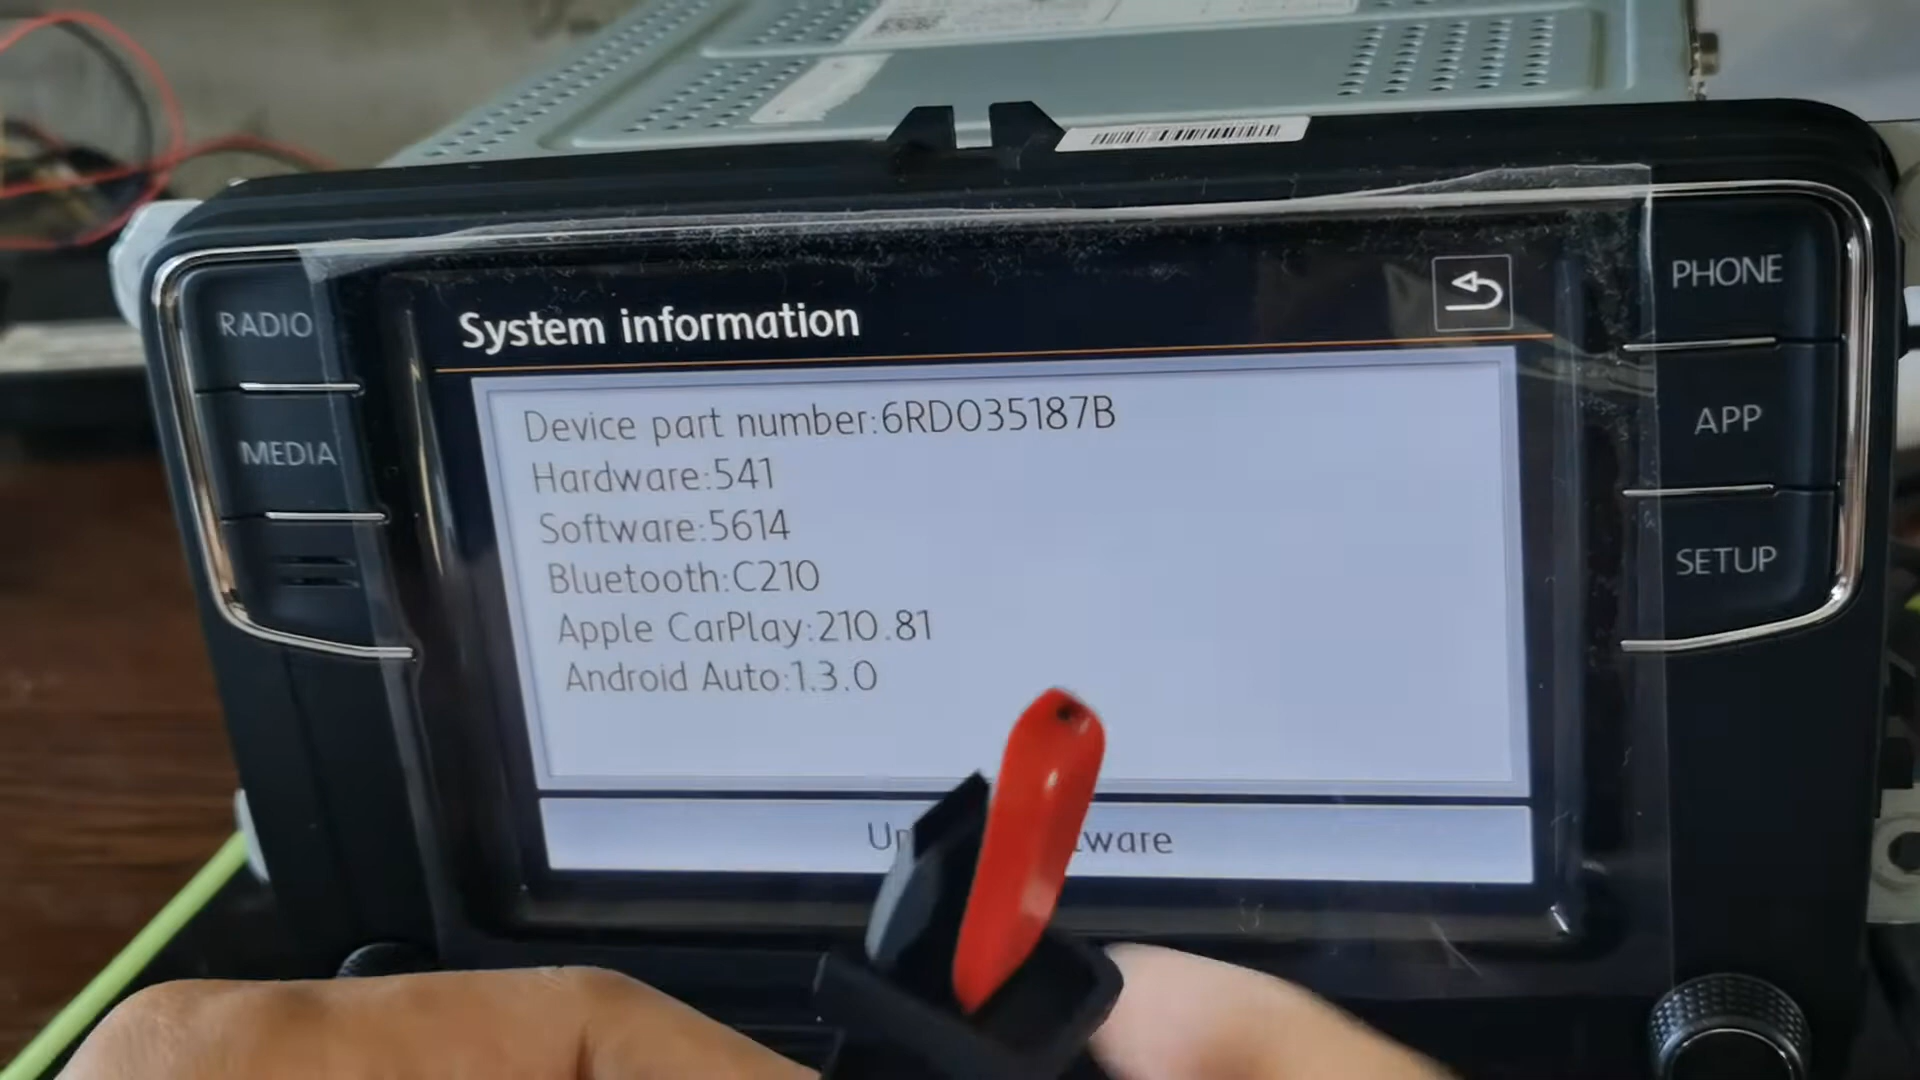 System information
RADIO
MEDIA
PHONE
APP
SETUP
Device part number:6RD035187B
Hardware:541
Software:5614
Bluetooth:C210
Apple CarPlay:210.81
Android Auto:1.3.0